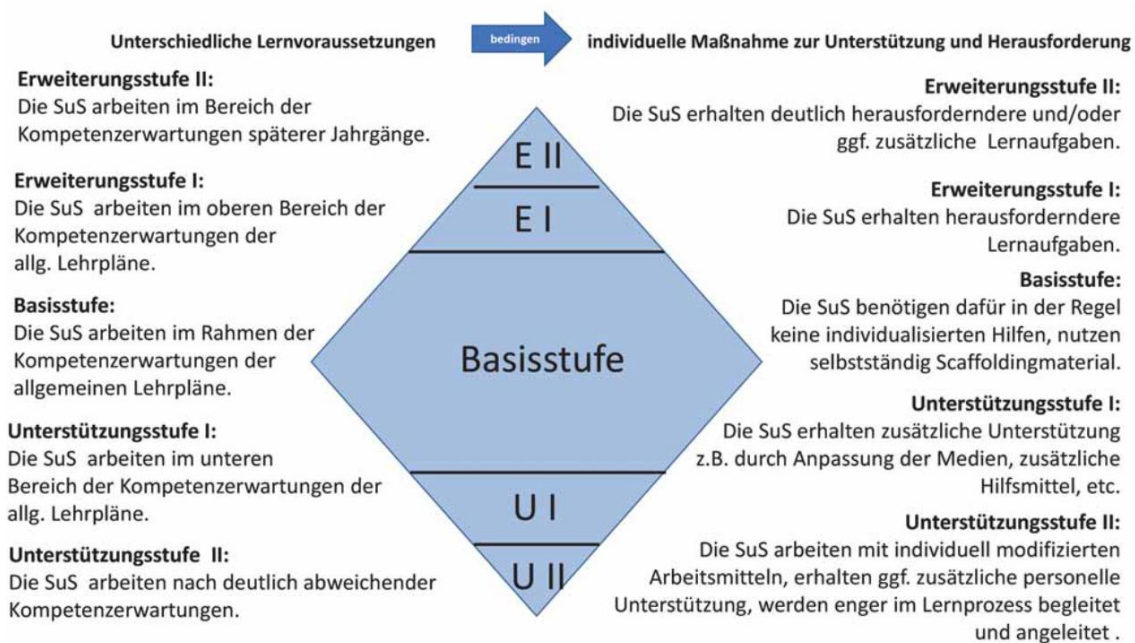 Unterschiedliche Lernvoraussetzungen
bedingen
individuelle Maßnahme zur Unterstützung und Herausforderung
Erweiterungsstufe II:
Die SuS arbeiten im Bereich der
Kompetenzerwartungen späterer Jahrgänge.
Erweiterungsstufe I:
Die SuS arbeiten im oberen Bereich der
Kompetenzerwartungen der
allg. Lehrpläne.
Basisstufe:
Die SuS arbeiten im Rahmen der
Kompetenzerwartungen der
allgemeinen Lehrpläne.
Unterstützungsstufe I:
Die SuS arbeiten im unteren
Bereich der Kompetenzerwartungen der
allg. Lehrpläne.
Unterstützungsstufe II:
Die SuS arbeiten nach deutlich abweichender
Kompetenzerwartungen.
E II
E I
Basisstufe
U I
U II
Erweiterungsstufe II:
Die SuS erhalten deutlich herausforderndere und/oder
ggf. zusätzliche Lernaufgaben.
Erweiterungsstufe I:
Die SuS erhalten herausforderndere
Lernaufgaben.
Basisstufe:
Die SuS benötigen dafür in der Regel
keine individualisierten Hilfen, nutzen
selbstständig Scaffoldingmaterial.
Unterstützungsstufe I:
Die SuS erhalten zusätzliche Unterstützung
z.B. durch Anpassung der Medien, zusätzliche
Hilfsmittel, etc.
Unterstützungsstufe II:
Die SuS arbeiten mit individuell modifizierten
Arbeitsmitteln, erhalten ggf. zusätzliche personelle
Unterstützung, werden enger im Lernprozess begleitet
und angeleitet .